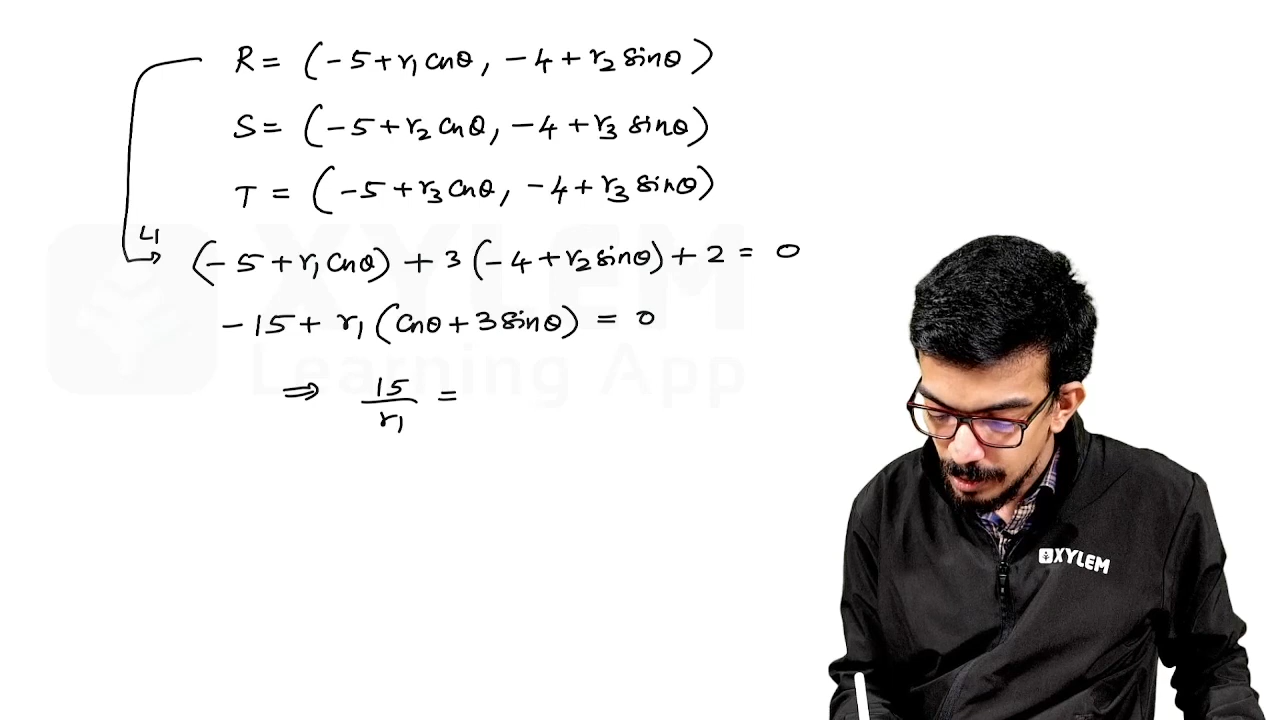 R = (-5+r₁ cosθ, -4+r₂ sinθ)
S = (-5+r₂ cosθ, -4+r₃ sinθ)
T = (-5+r₃ cosθ, -4+r₃ sinθ)
L1
(-5+r₁ cosθ) + 3(-4+r₂ sinθ) + 2 = 0
-15 + r₁ (cosθ+3 sinθ) = 0
⇒ 15/r₁ =
XYLEM
Learning App
XYLEM